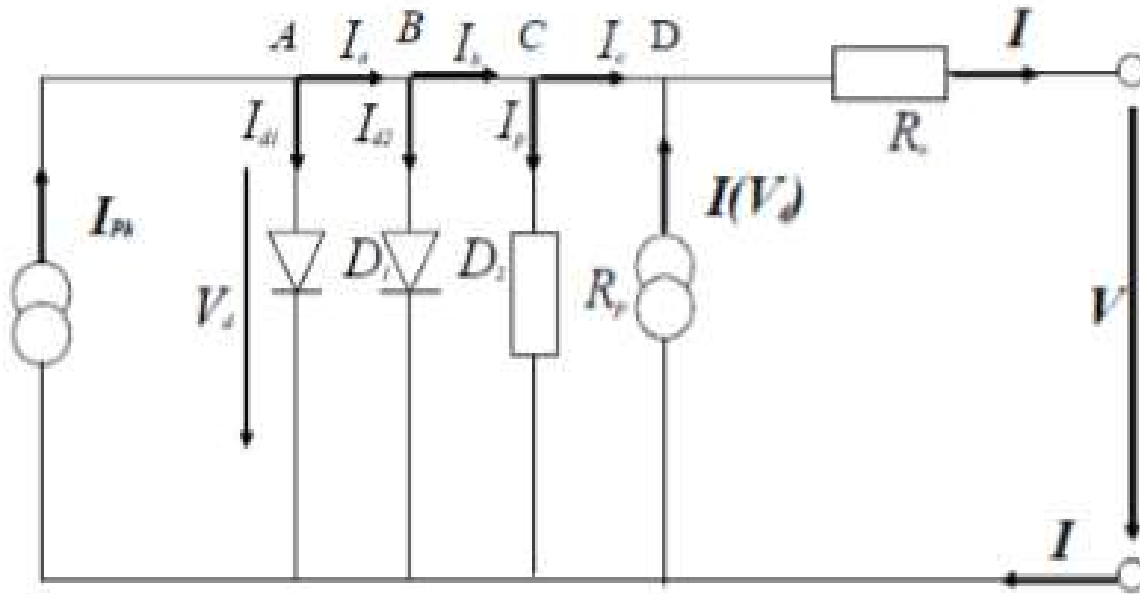 A I_a B I_b C I_c D I
I_d1 I_d2 I_p R_s
I_Ph I(V_d)
V_d D_1 D_2 R_p V
I